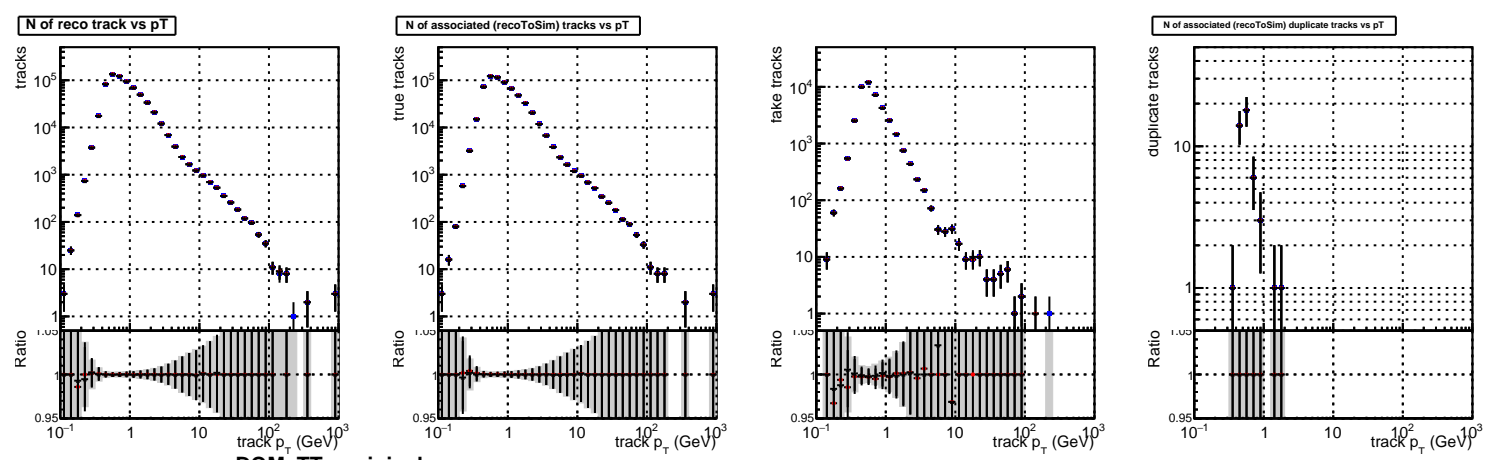 N of reco track vs pT
N of associated (recoToSim) tracks vs pT
N of associated (recoToSim) duplicate tracks vs pT
tracks
10^5
10^4
10^3
10^2
10
1
Ratio
1.05
1
0.95
10^-1 1 10 10^2 10^3
track p_T (GeV)
true tracks
10^5
10^4
10^3
10^2
10
1
Ratio
1.05
1
0.95
10^-1 1 10 10^2 10^3
track p_T (GeV)
fake tracks
10^4
10^3
10^2
10
1
Ratio
1.05
1
0.95
10^-1 1 10 10^2 10^3
track p_T (GeV)
duplicate tracks
10
1
Ratio
1.05
1
0.95
10^-1 1 10 10^2 10^3
track p_T (GeV)